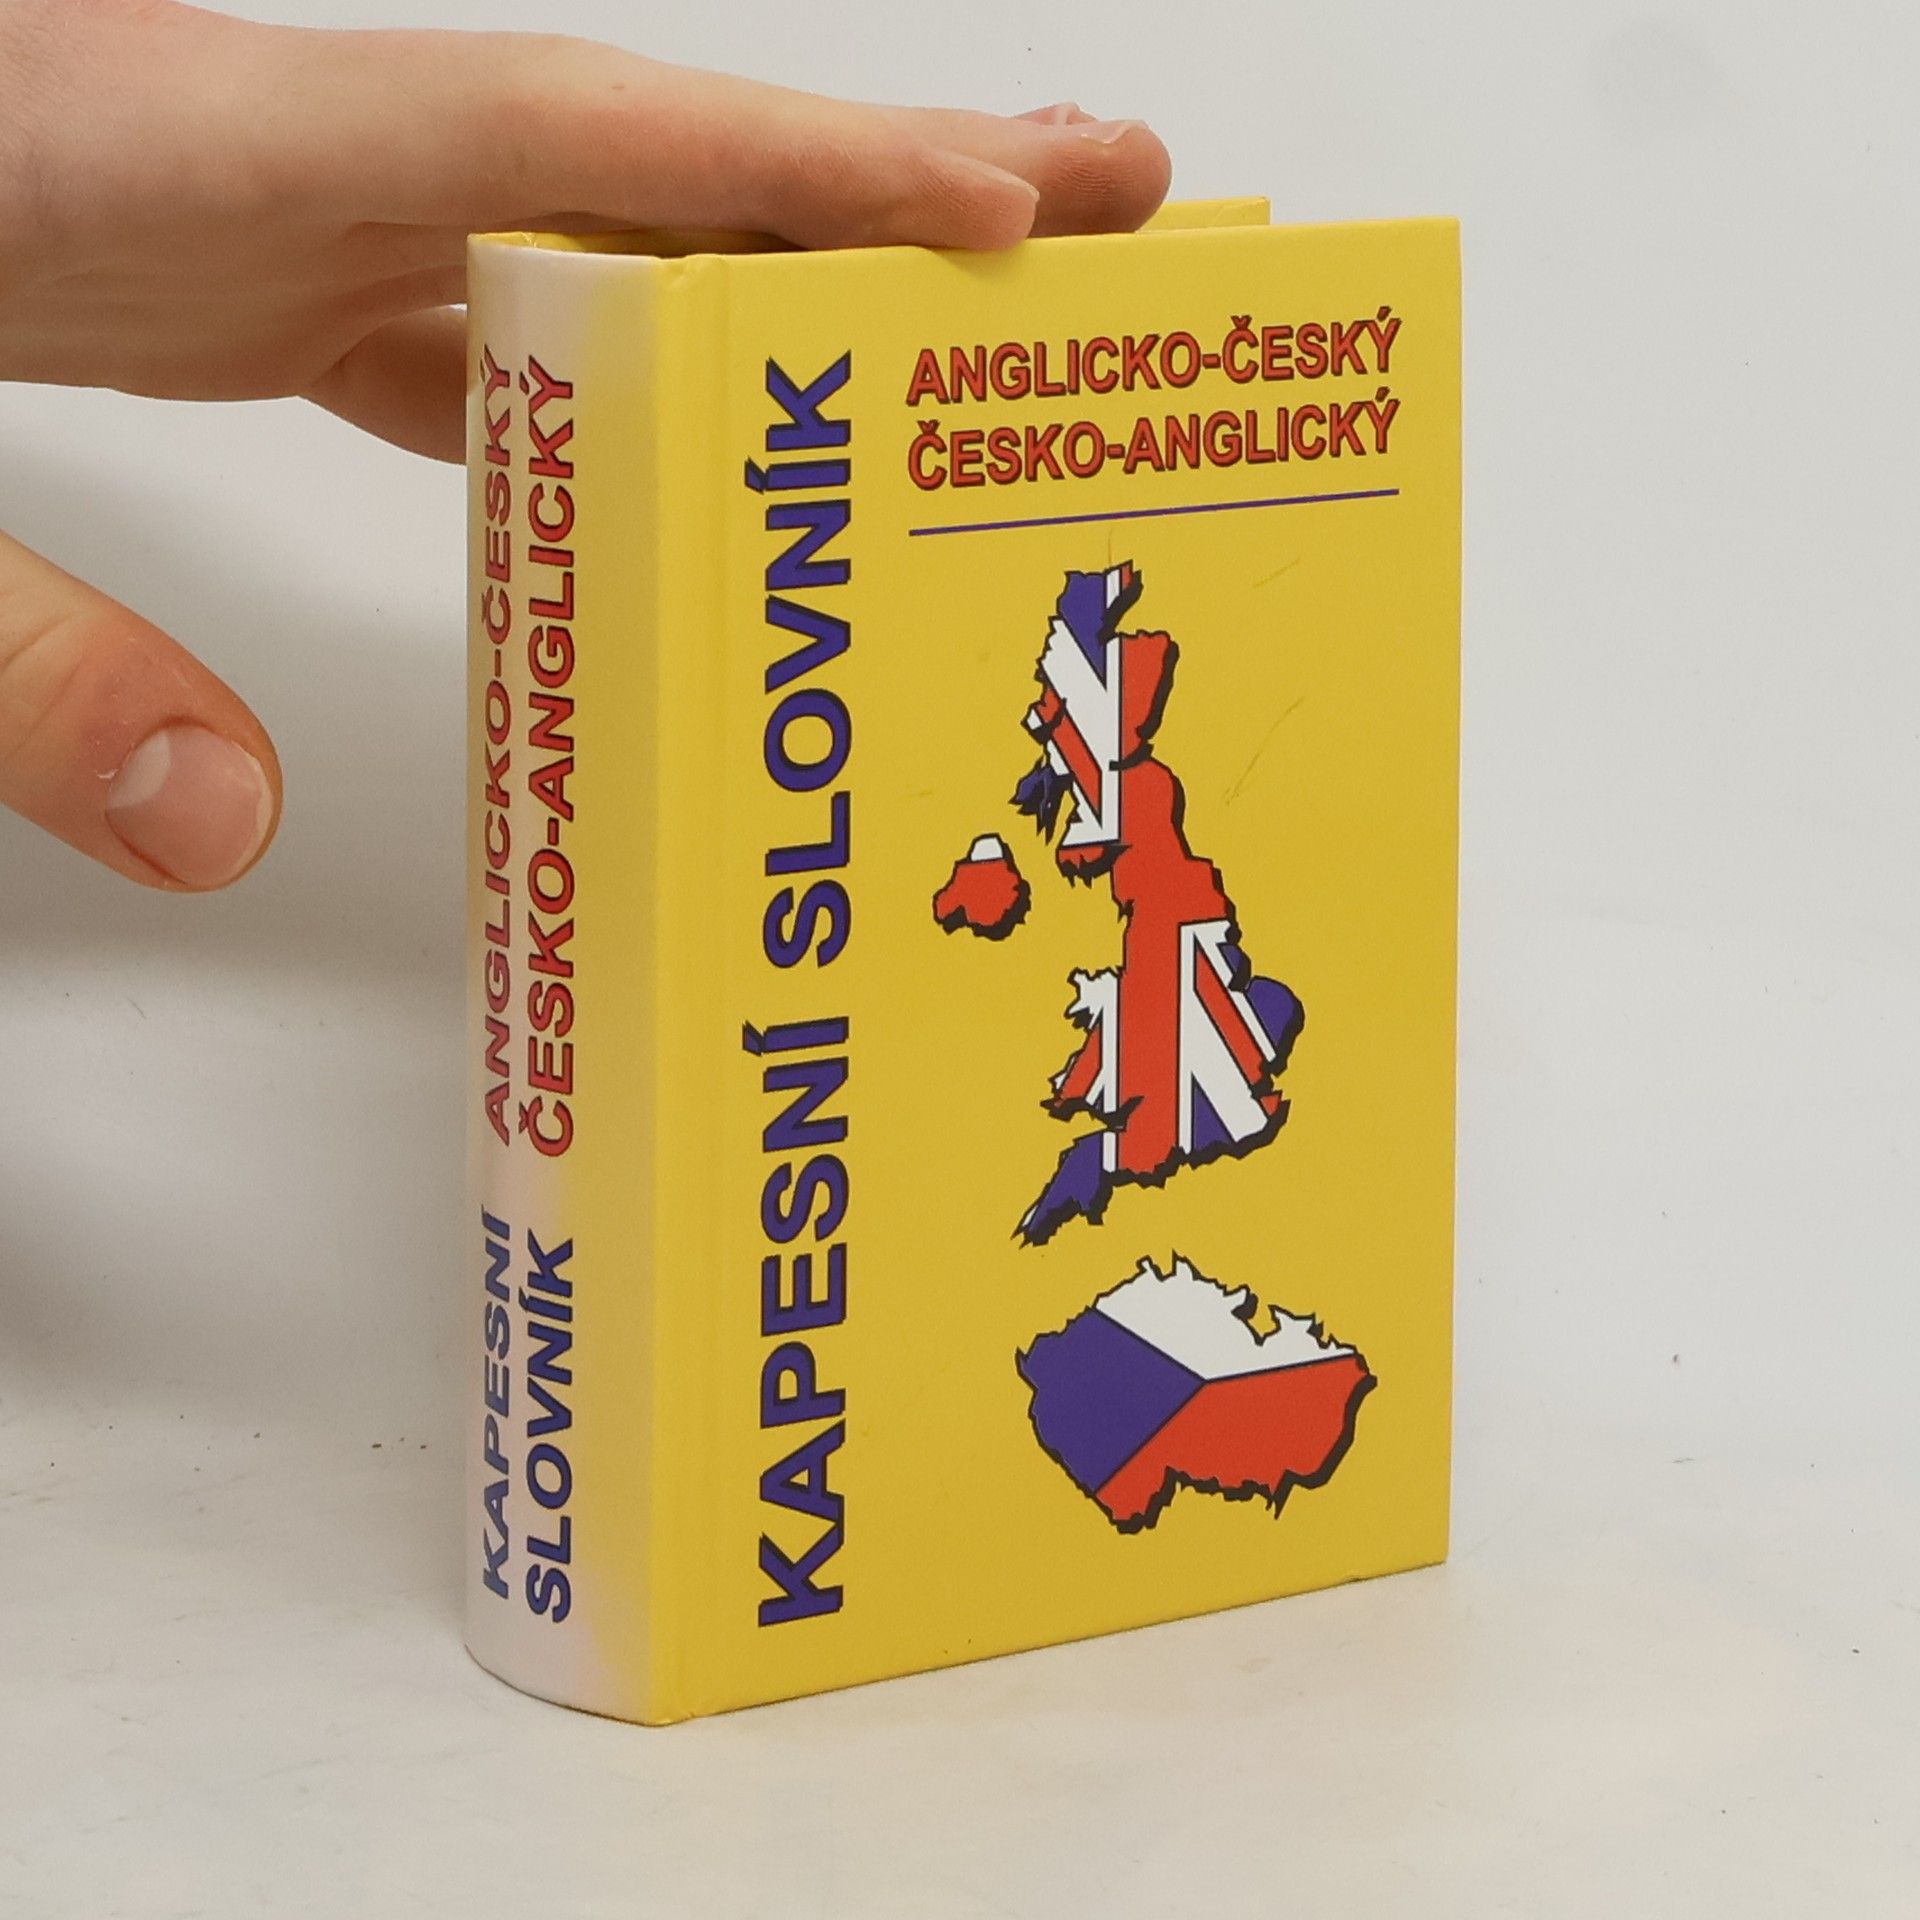 ANGLICKO-ČESKÝ
ČESKO-ANGLICKÝ
KAPESNÍ
SLOVNÍK
KAPESNÍ SLOVNÍK
ANGLICKO-ČESKÝ
ČESKO-ANGLICKÝ